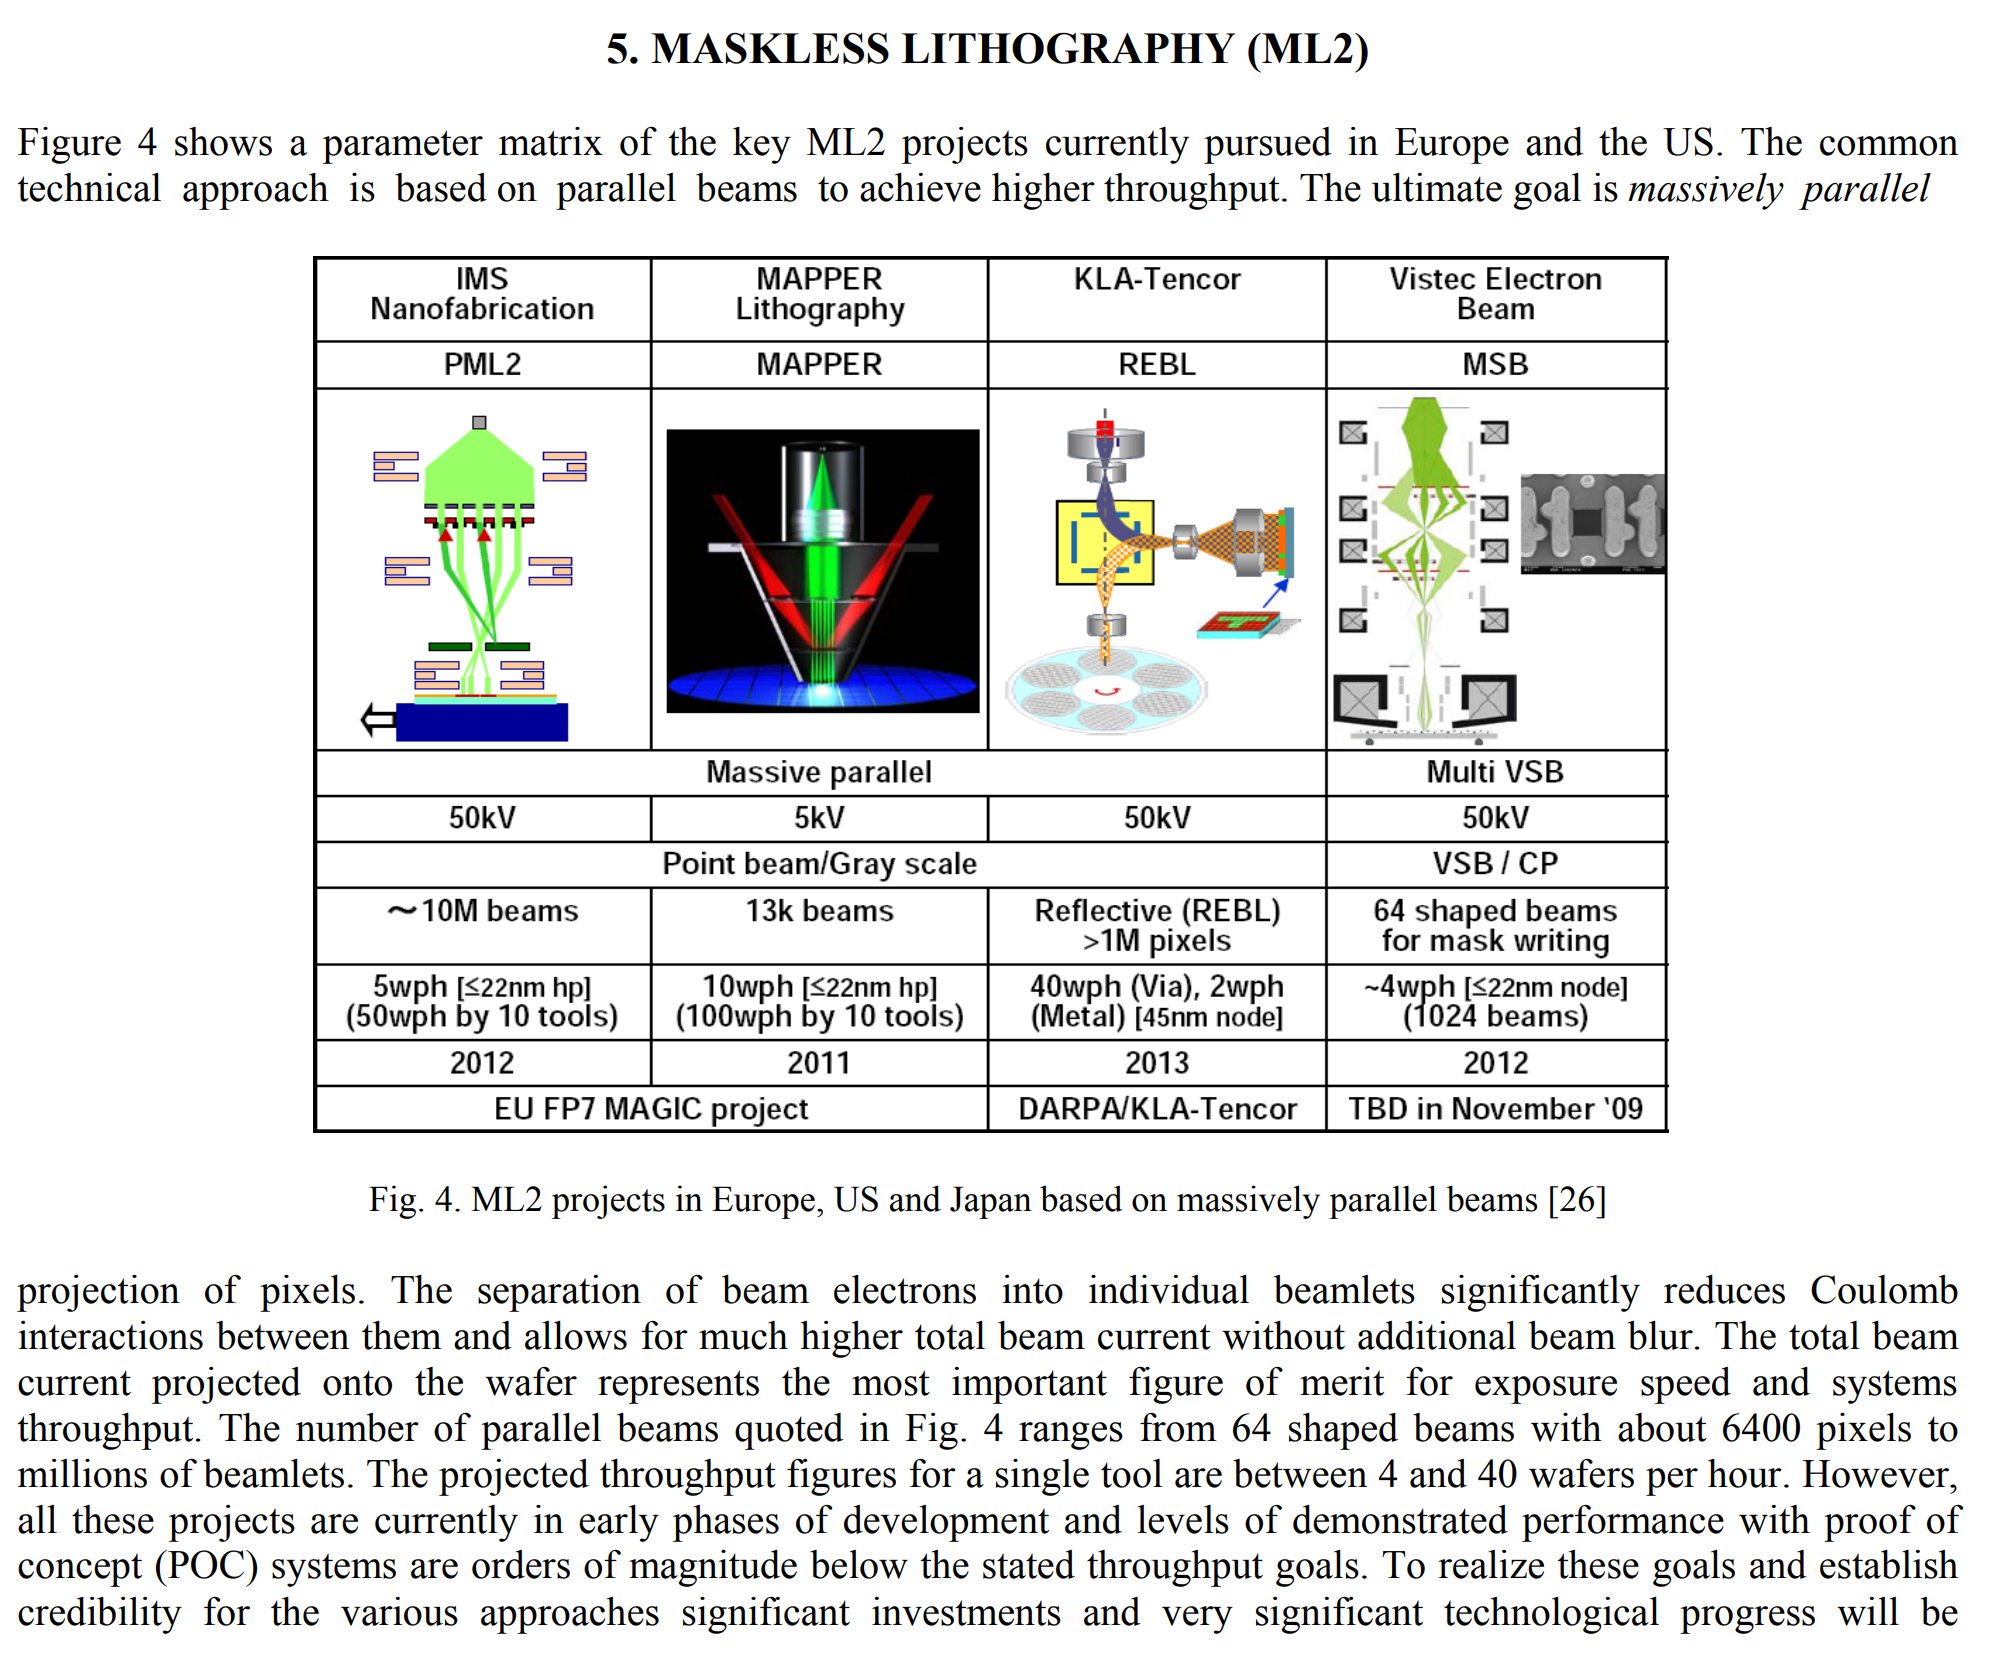 5. MASKLESS LITHOGRAPHY (ML2)
Figure 4 shows a parameter matrix of the key ML2 projects currently pursued in Europe and the US. The common
technical approach is based on parallel beams to achieve higher throughput. The ultimate goal is massively parallel
IMS
Nanofabrication
MAPPER
Lithography
KLA-Tencor
Vistec Electron
Beam
PML2
MAPPER
REBL
MSB
Massive parallel
Multi VSB
50kV
5kV
50kV
50kV
Point beam/Gray scale
VSB / CP
～10M beams
13k beams
Reflective (REBL)
>1M pixels
64 shaped beams
for mask writing
5wph [≤22nm hp]
(50wph by 10 tools)
10wph [≤22nm hp]
(100wph by 10 tools)
40wph (Via), 2wph
(Metal) [45nm node]
~4wph [≤22nm node]
(1024 beams)
2012
2011
2013
2012
EU FP7 MAGIC project
DARPA/KLA-Tencor
TBD in November '09
Fig. 4. ML2 projects in Europe, US and Japan based on massively parallel beams [26]
projection of pixels. The separation of beam electrons into individual beamlets significantly reduces Coulomb
interactions between them and allows for much higher total beam current without additional beam blur. The total beam
current projected onto the wafer represents the most important figure of merit for exposure speed and systems
throughput. The number of parallel beams quoted in Fig. 4 ranges from 64 shaped beams with about 6400 pixels to
millions of beamlets. The projected throughput figures for a single tool are between 4 and 40 wafers per hour. However,
all these projects are currently in early phases of development and levels of demonstrated performance with proof of
concept (POC) systems are orders of magnitude below the stated throughput goals. To realize these goals and establish
credibility for the various approaches significant investments and very significant technological progress will be